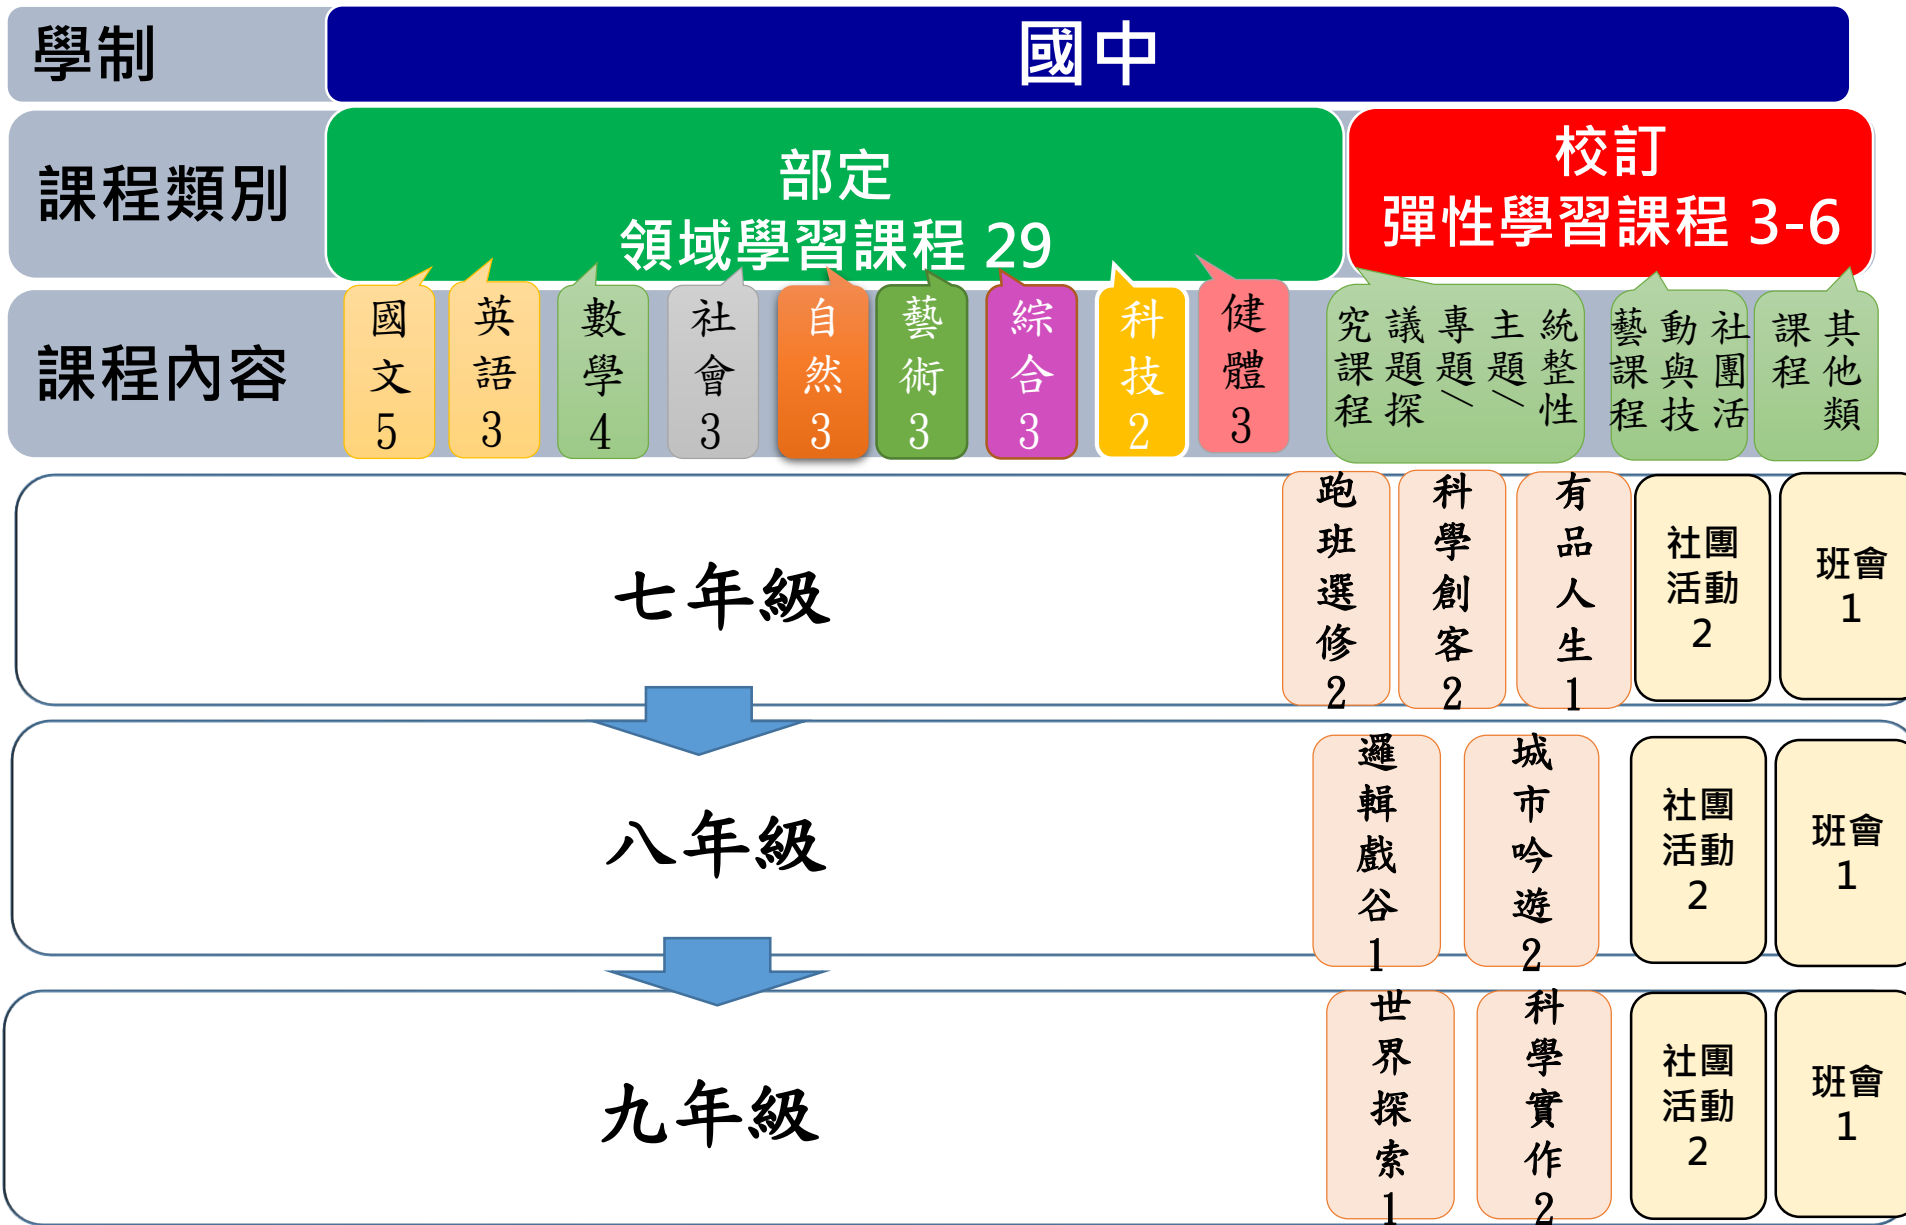 學制
國中
課程類別
部定
領域學習課程 29
校訂
彈性學習課程 3-6
課程內容
國文5
英語3
數學4
社會3
自然3
藝術3
綜合3
科技2
健體3
統整性
主題/
專題/
議題探
究課程
社團活
動與技
藝課程
其他類
課程
七年級
跑班選修2
科學創客2
有品人生1
社團
活動
2
班會
1
八年級
邏輯戲谷1
城市吟遊2
社團
活動
2
班會
1
九年級
世界探索1
科學實作2
社團
活動
2
班會
1